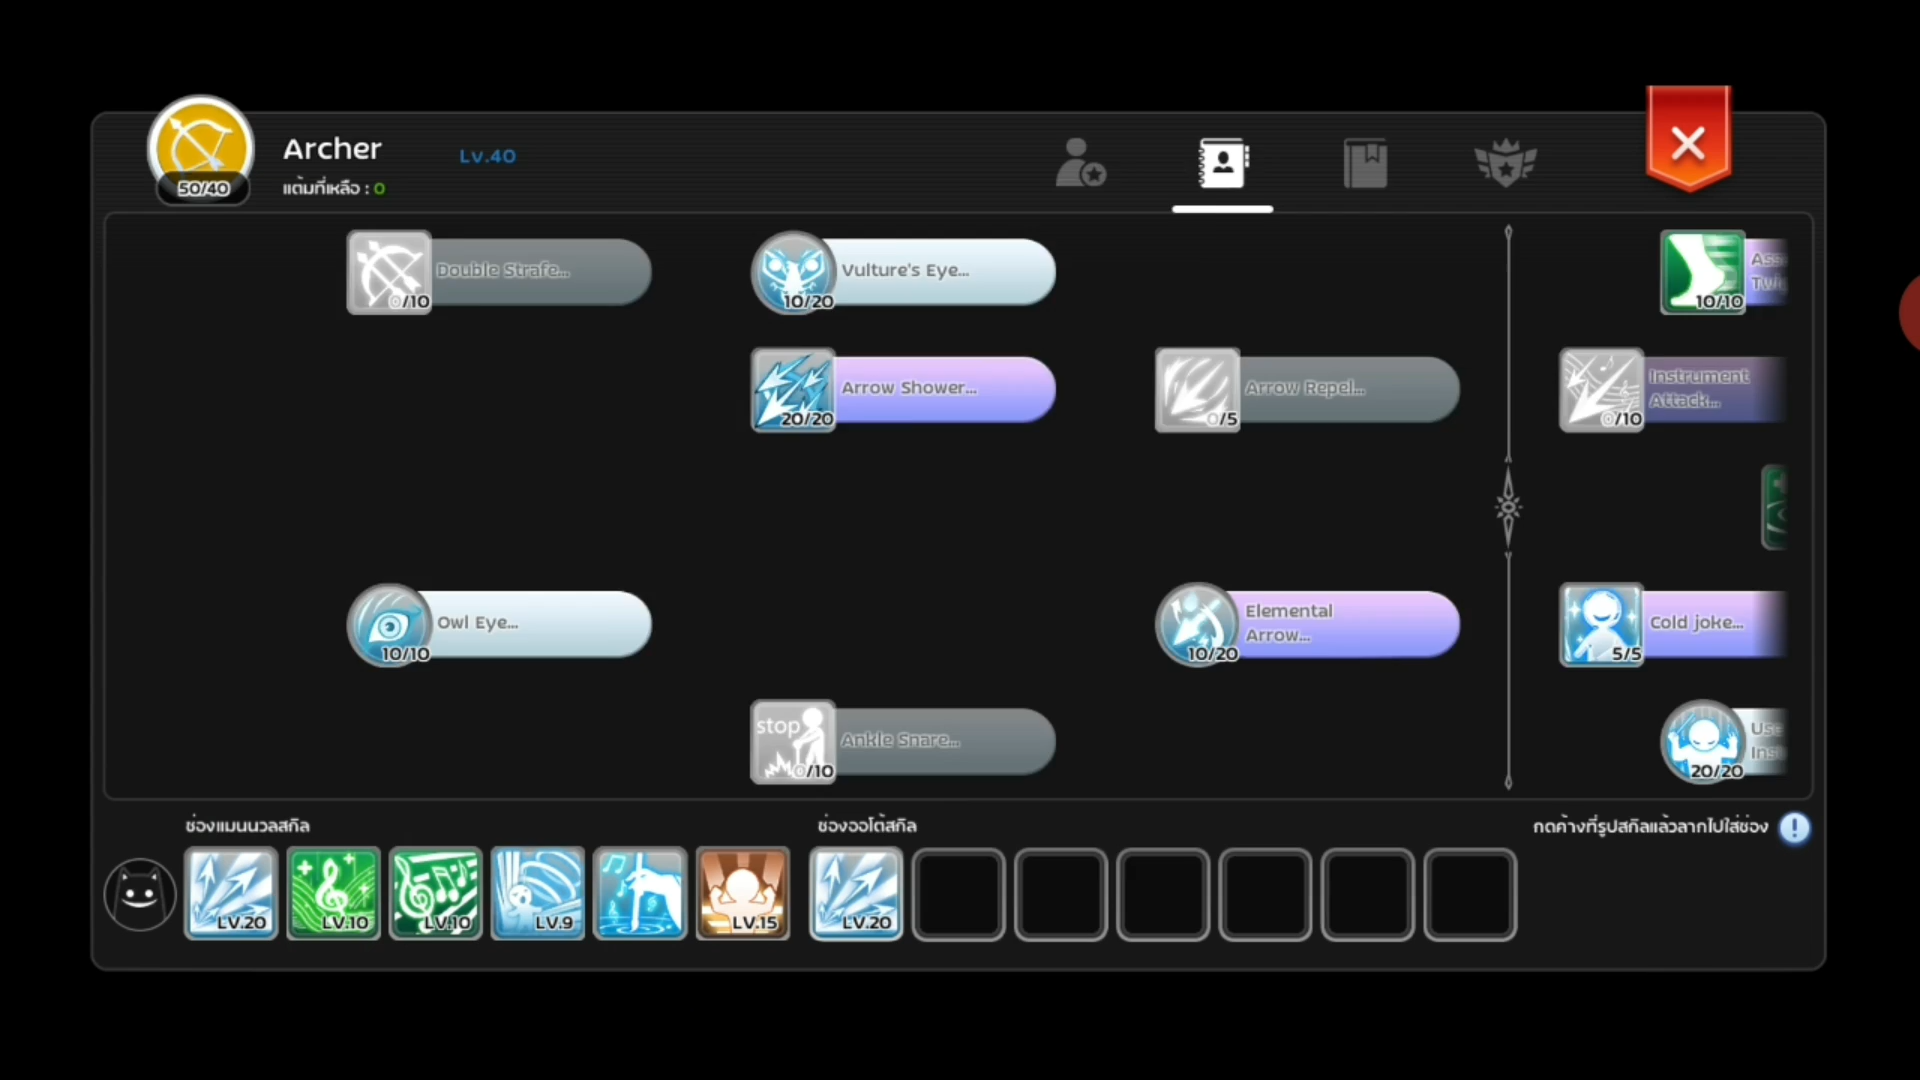 Archer
Lv.40
50/40
แต้มที่เหลือ : 0
Double Strafe...
0/10
Vulture's Eye...
10/20
10/10
Arrow Shower...
20/20
Arrow Repel...
0/5
Instrument
Attack...
0/10
Owl Eye...
10/10
Elemental
Arrow...
10/20
Cold joke...
5/5
stop
Ankle Snare...
0/10
20/20
ช่องแมนนวลสกิล
ช่องออโต้สกิล
กดค้างที่รูปสกิลแล้วลากไปใส่ช่อง
LV.20
LV.10
LV.10
LV.9
LV.15
LV.20